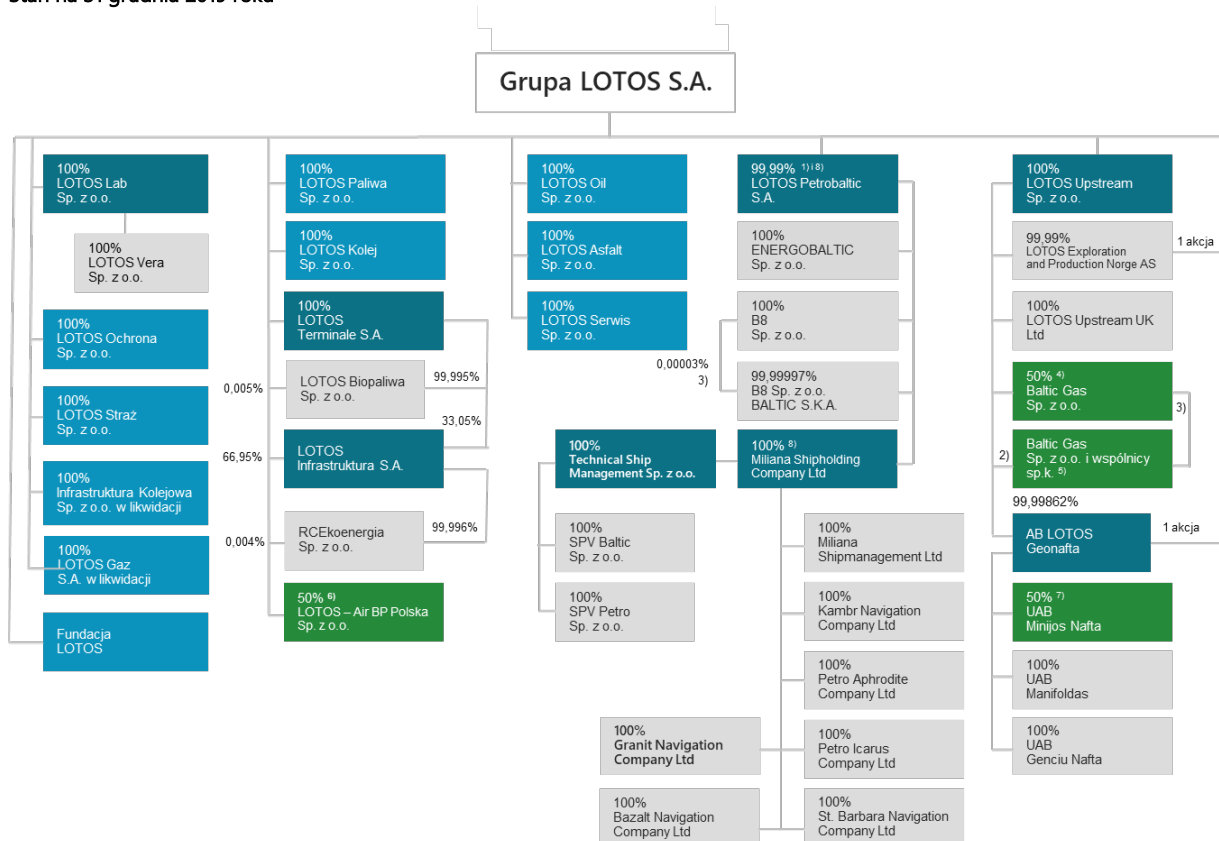 Stan na 31 grudnia 2019 roku
Grupa LOTOS S.A.
100%
LOTOS Lab
Sp. z o.o.
100%
LOTOS Vera
Sp. z o.o.
100%
LOTOS Ochrona
Sp. z o.o.
100%
LOTOS Straż
Sp. z o.o.
100%
Infrastruktura Kolejowa
Sp. z o.o. w likwidacji
100%
LOTOS Gaz
S.A. w likwidacji
Fundacja
LOTOS
100%
LOTOS Paliwa
Sp. z o.o.
100%
LOTOS Kolej
Sp. z o.o.
100%
LOTOS
Terminale S.A.
0,005%
LOTOS Biopaliwa
Sp. z o.o.
99,995%
33,05%
66,95%
LOTOS
Infrastruktura S.A.
0,004%
RCEkoenergia
Sp. z o.o.
99,996%
50% 6)
LOTOS – Air BP Polska
Sp. z o.o.
100%
LOTOS Oil
Sp. z o.o.
100%
LOTOS Asfalt
Sp. z o.o.
100%
LOTOS Serwis
Sp. z o.o.
99,99% 1) i 8)
LOTOS Petrobaltic
S.A.
100%
ENERGOBALTIC
Sp. z o.o.
100%
B8
Sp. z o.o.
0,00003%
3)
99,99997%
B8 Sp. z o.o.
BALTIC S.K.A.
100%
Technical Ship
Management Sp. z o.o.
100% 8)
Miliana Shipholding
Company Ltd
100%
SPV Baltic
Sp. z o.o.
100%
SPV Petro
Sp. z o.o.
100%
Miliana
Shipmanagement Ltd
100%
Kambr Navigation
Company Ltd
100%
Petro Aphrodite
Company Ltd
100%
Granit Navigation
Company Ltd
100%
Petro Icarus
Company Ltd
100%
Bazalt Navigation
Company Ltd
100%
St. Barbara Navigation
Company Ltd
100%
LOTOS Upstream
Sp. z o.o.
99,99%
LOTOS Exploration
and Production Norge AS
1 akcja
100%
LOTOS Upstream UK
Ltd
50% 4)
Baltic Gas
Sp. z o.o.
3)
2)
Baltic Gas
Sp. z o.o. i wspólnicy
sp.k. 5)
99,99862%
AB LOTOS
Geonafta
1 akcja
50% 7)
UAB
Minijos Nafta
100%
UAB
Manifoldas
100%
UAB
Genciu Nafta